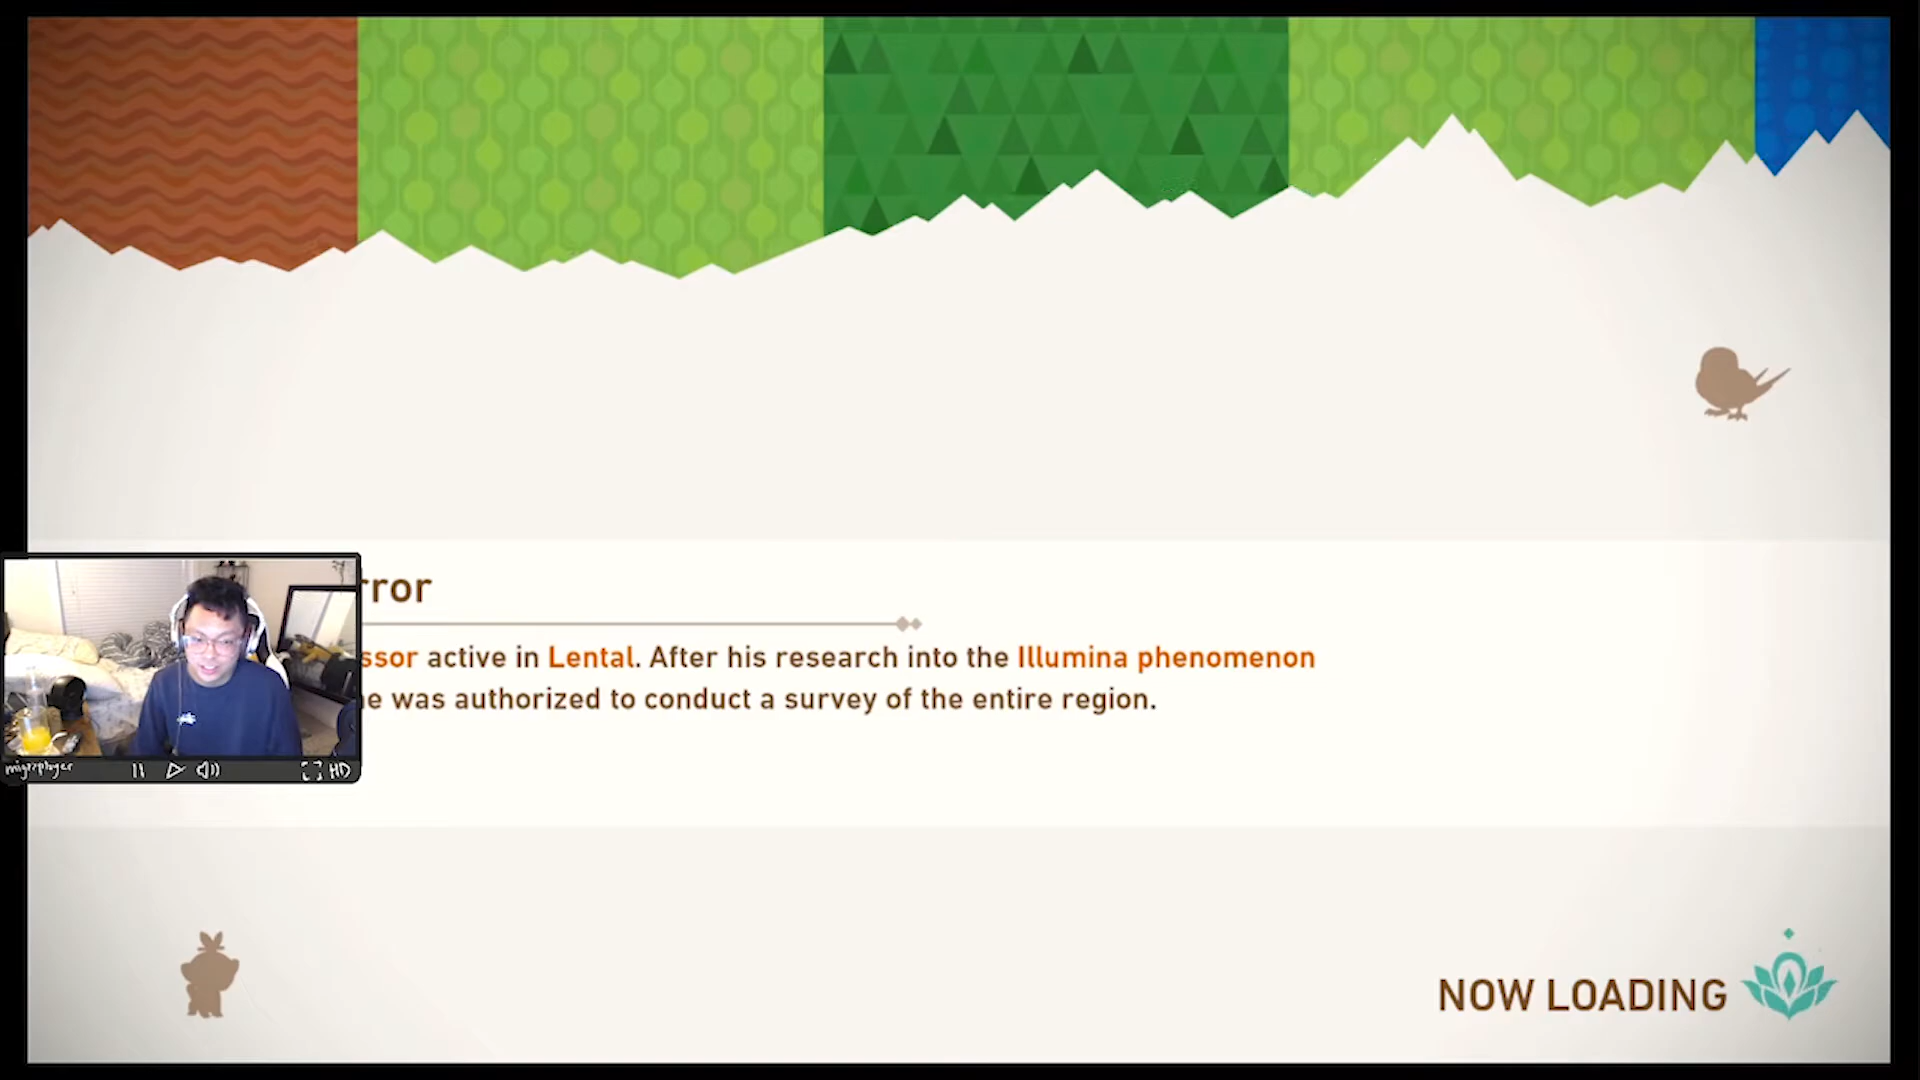 rror
ssor active in Lental. After his research into the Illumina phenomenon
e was authorized to conduct a survey of the entire region.
HD
NOW LOADING